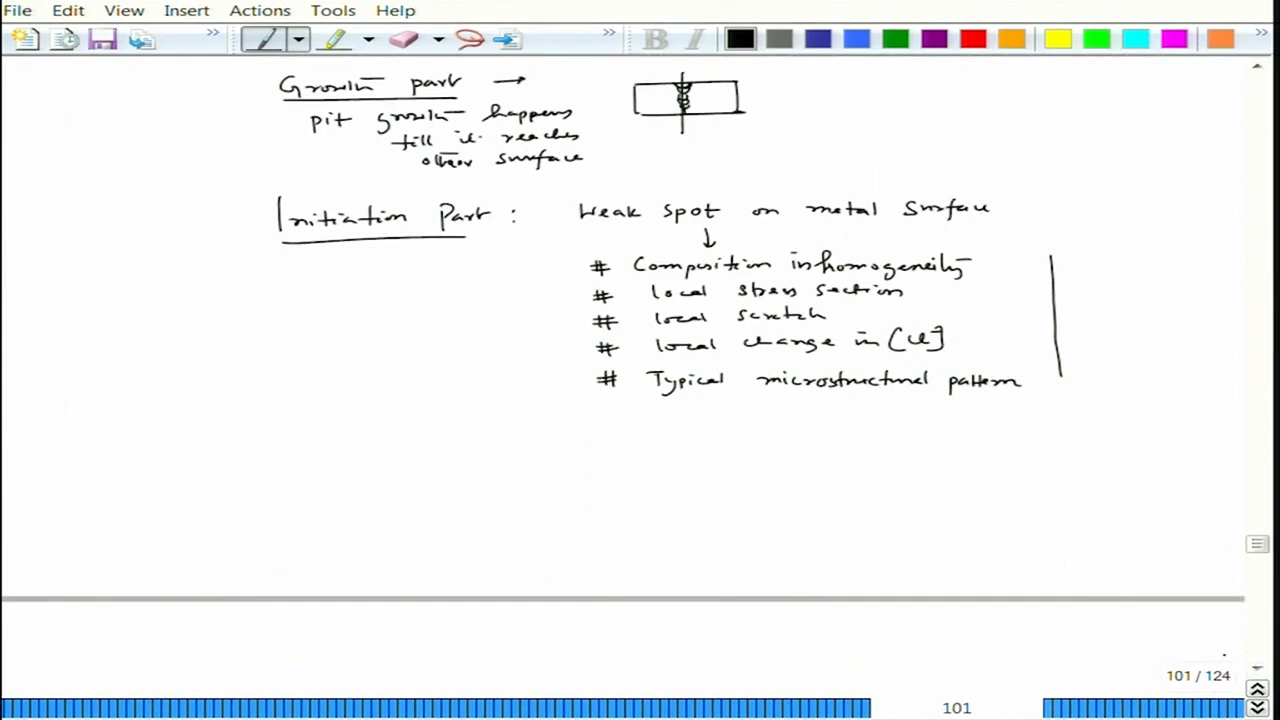 File Edit View Insert Actions Tools Help
Growth part →
pit growth happens
till it reaches
other surface
Initiation Part : Weak spot on metal surface
↓
# Composition inhomogeneity
# local stress section
# local scratch
# local change in [Cl]
# Typical microstructural pattern
101 / 124
101